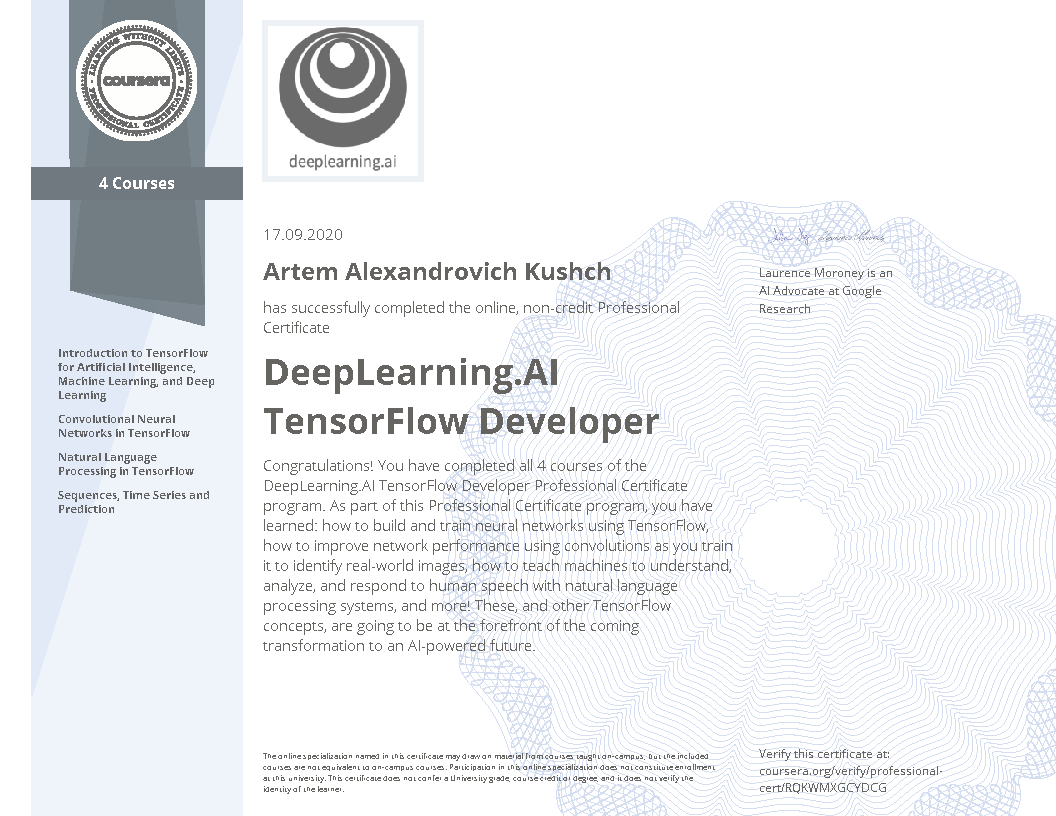 LEARNING WITHOUT LIMITS
coursera
PROFESSIONAL CERTIFICATE
4 Courses
Introduction to TensorFlow
for Artificial Intelligence,
Machine Learning, and Deep
Learning
Convolutional Neural
Networks in TensorFlow
Natural Language
Processing in TensorFlow
Sequences, Time Series and
Prediction
deeplearning.ai
17.09.2020
Artem Alexandrovich Kushch
has successfully completed the online, non-credit Professional
Certificate
DeepLearning.AI
TensorFlow Developer
Congratulations! You have completed all 4 courses of the
DeepLearning.AI TensorFlow Developer Professional Certificate
program. As part of this Professional Certificate program, you have
learned: how to build and train neural networks using TensorFlow,
how to improve network performance using convolutions as you train
it to identify real-world images, how to teach machines to understand,
analyze, and respond to human speech with natural language
processing systems, and more! These, and other TensorFlow
concepts, are going to be at the forefront of the coming
transformation to an AI-powered future.
The online specialization named in this certificate may draw on material from courses taught on-campus, but the included
courses are not equivalent to on-campus courses. Participation in this online specialization does not constitute enrollment
at this university. This certificate does not confer a University grade, course credit or degree, and it does not verify the
identity of the learner.
Laurence Moroney is an
AI Advocate at Google
Research
Verify this certificate at:
coursera.org/verify/professional-
cert/RQKWMXGCYDCG